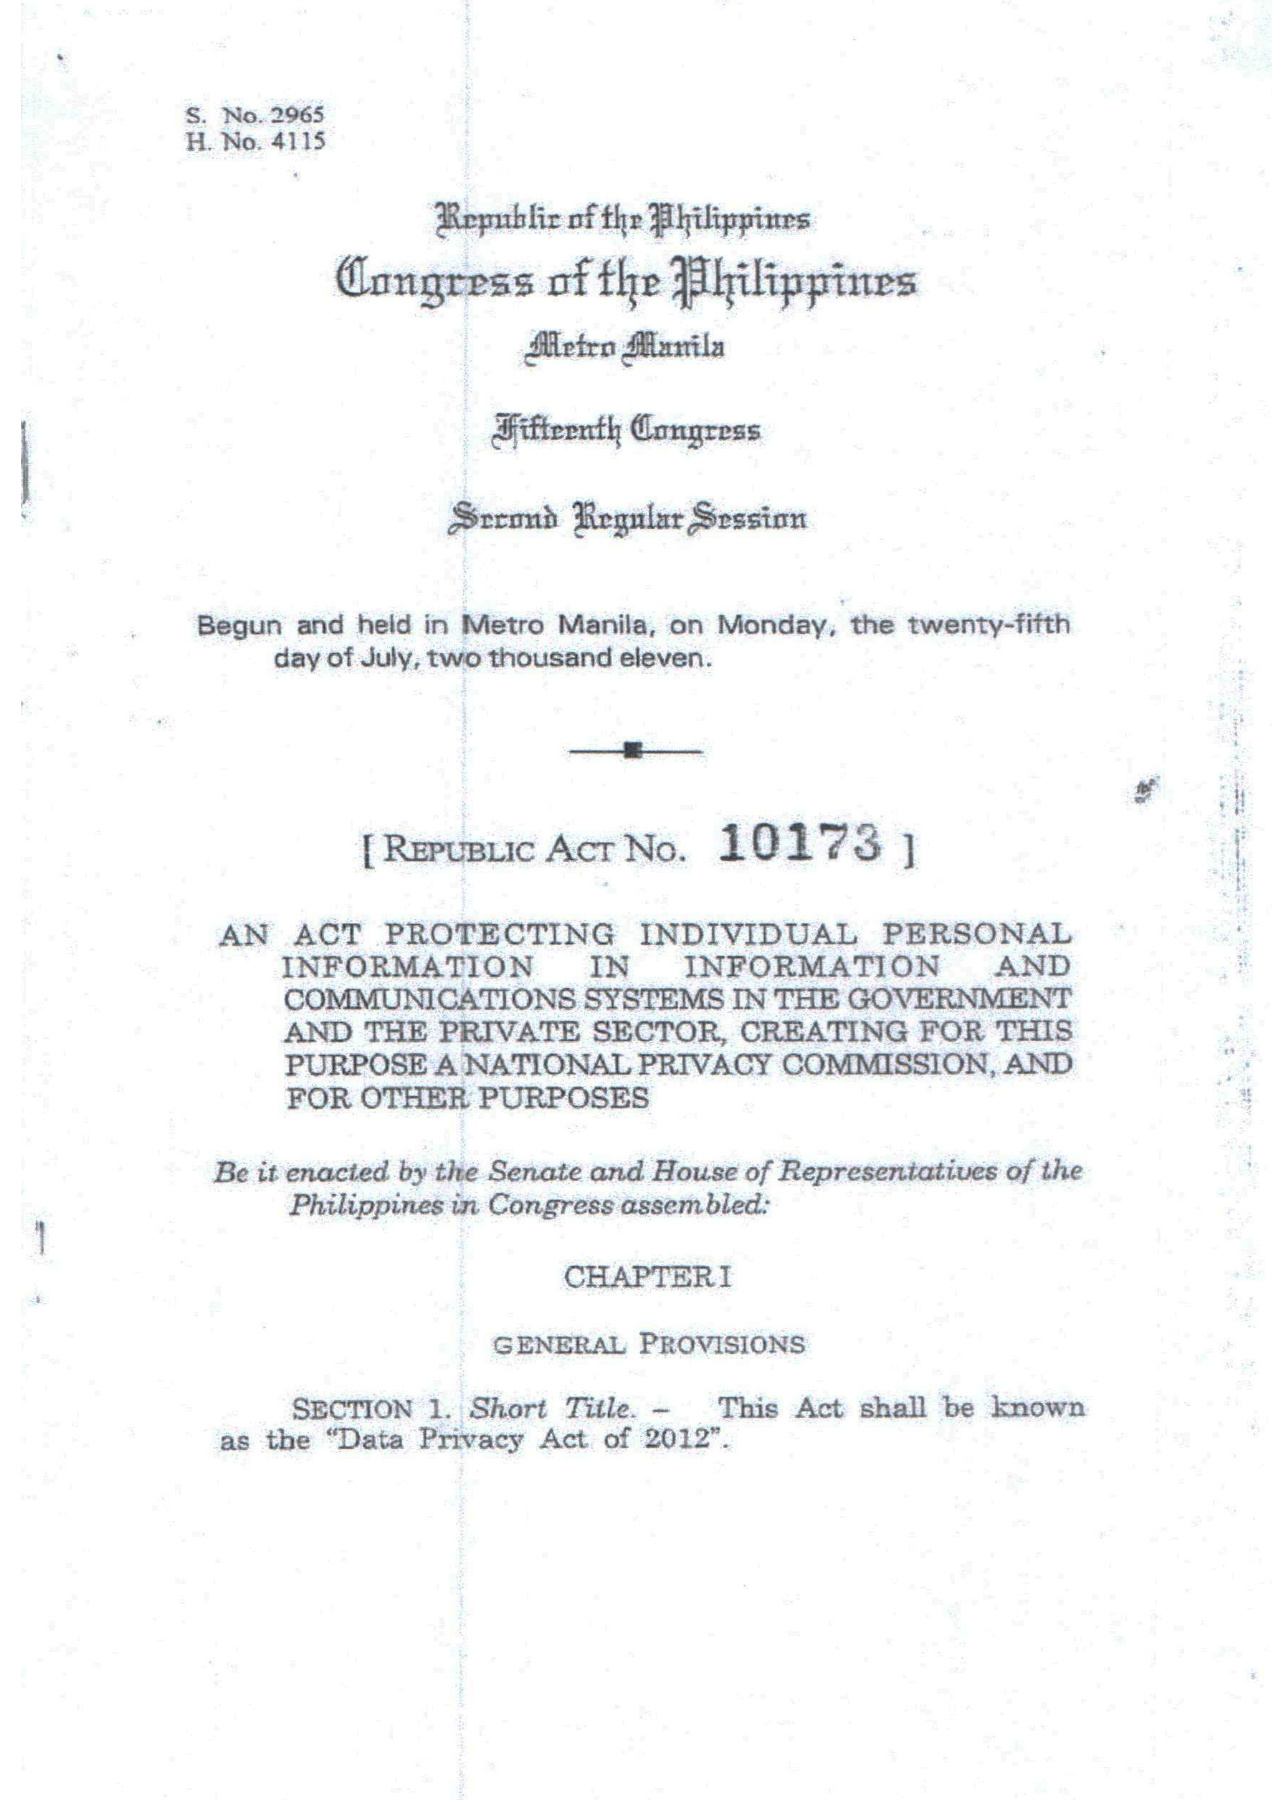 S. No. 2965
H. No. 4115
Republic of the Philippines
Congress of the Philippines
Metro Manila
Fifteenth Congress
Second Regular Session
Begun and held in Metro Manila, on Monday, the twenty-fifth
day of July, two thousand eleven.
[ REPUBLIC ACT NO. 10173 ]
AN ACT PROTECTING INDIVIDUAL PERSONAL
INFORMATION IN INFORMATION AND
COMMUNICATIONS SYSTEMS IN THE GOVERNMENT
AND THE PRIVATE SECTOR, CREATING FOR THIS
PURPOSE A NATIONAL PRIVACY COMMISSION, AND
FOR OTHER PURPOSES
Be it enacted by the Senate and House of Representatives of the
Philippines in Congress assembled:
CHAPTER I
GENERAL PROVISIONS
SECTION 1. Short Title. – This Act shall be known
as the “Data Privacy Act of 2012”.